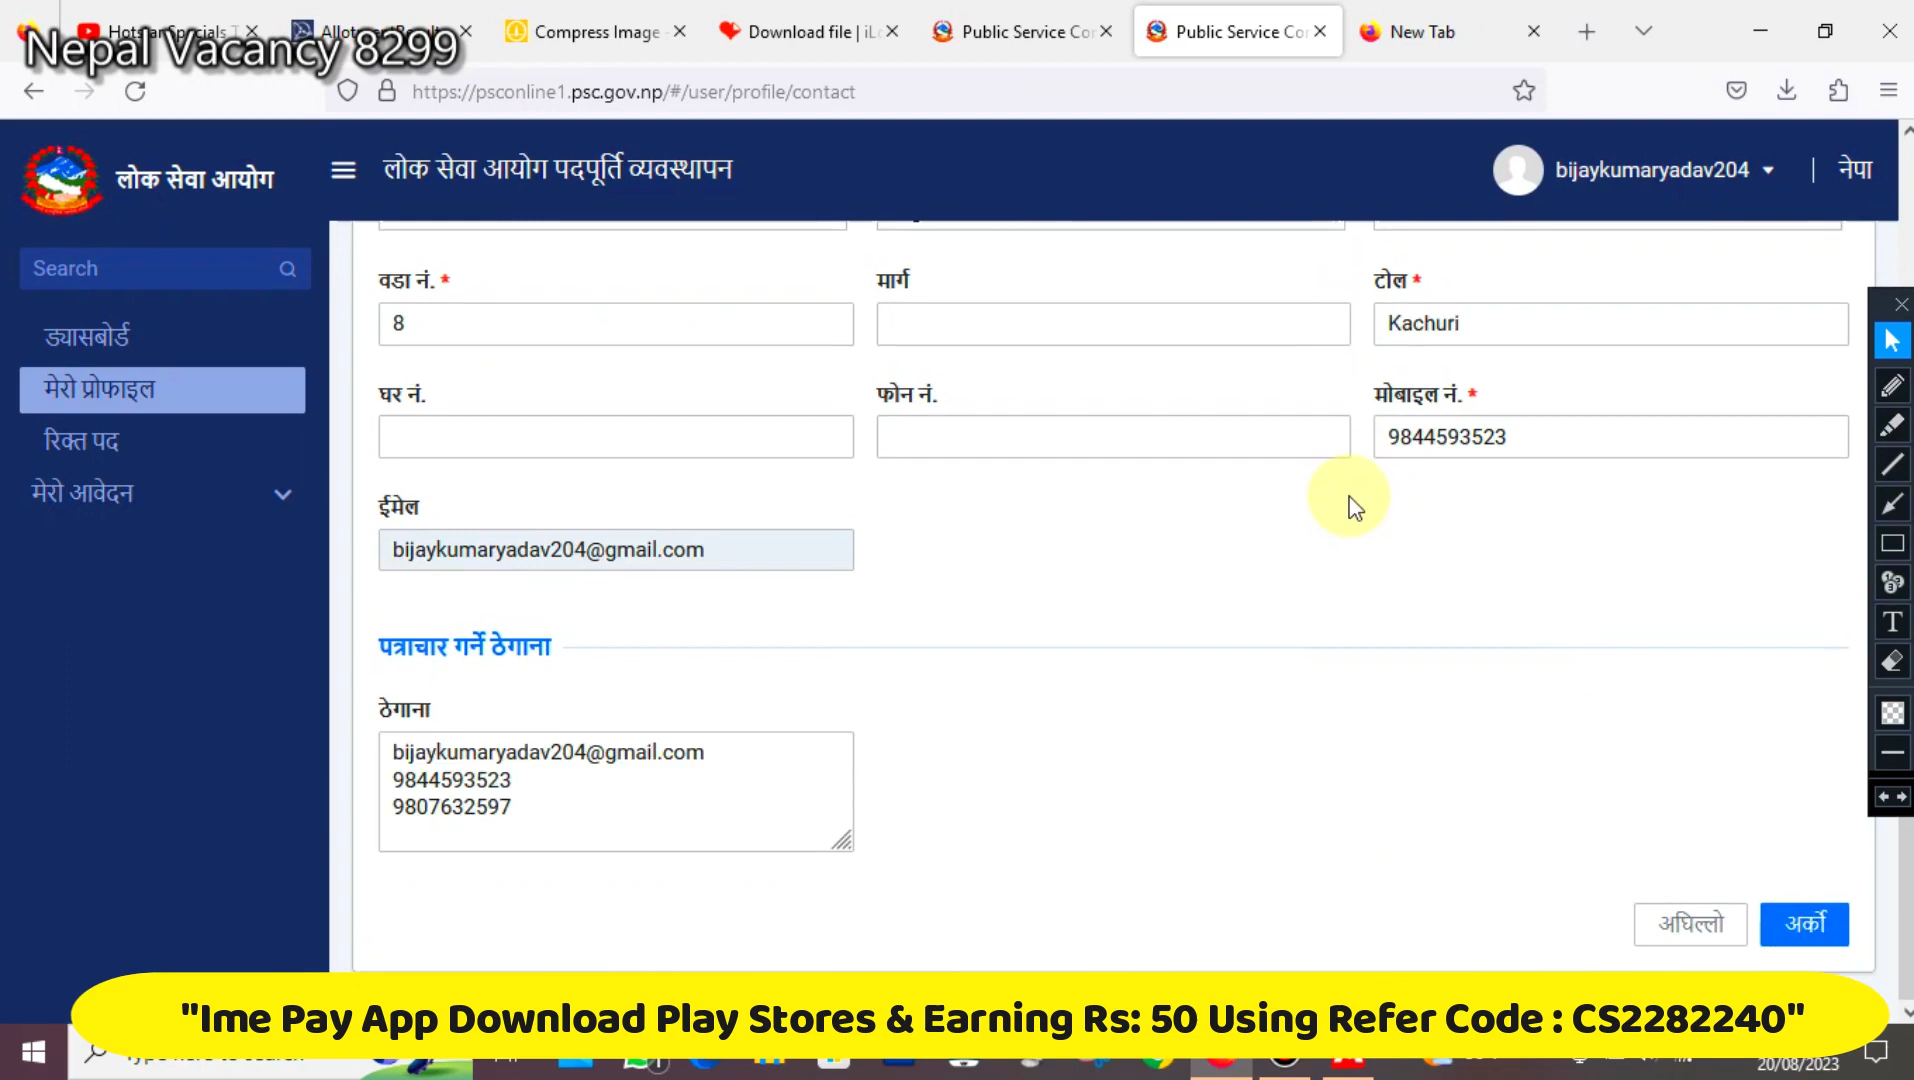 Nepal Vacancy 8299
Compress Image
Download file | iL
Public Service Co
Public Service Co
New Tab
https://psconline1.psc.gov.np/#/user/profile/contact
लोक सेवा आयोग
लोक सेवा आयोग पदपूर्ति व्यवस्थापन
bijaykumaryadav204
नेपा
Search
ड्यासबोर्ड
मेरो प्रोफाइल
रिक्त पद
मेरो आवेदन
वडा नं. *
मार्ग
टोल *
8
Kachuri
घर नं.
फोन नं.
मोबाइल नं. *
9844593523
ईमेल
bijaykumaryadav204@gmail.com
पत्राचार गर्ने ठेगाना
ठेगाना
bijaykumaryadav204@gmail.com
9844593523
9807632597
अघिल्लो
अर्को
"Ime Pay App Download Play Stores & Earning Rs: 50 Using Refer Code : CS2282240"
20/08/2023